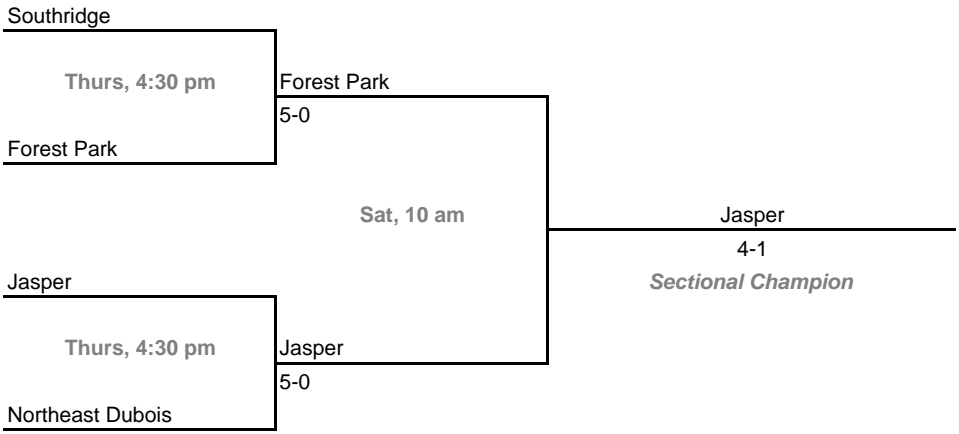 Southridge
Thurs, 4:30 pm
Forest Park
5-0
Forest Park
Sat, 10 am
Jasper
4-1
Sectional Champion
Jasper
Thurs, 4:30 pm
Jasper
5-0
Northeast Dubois